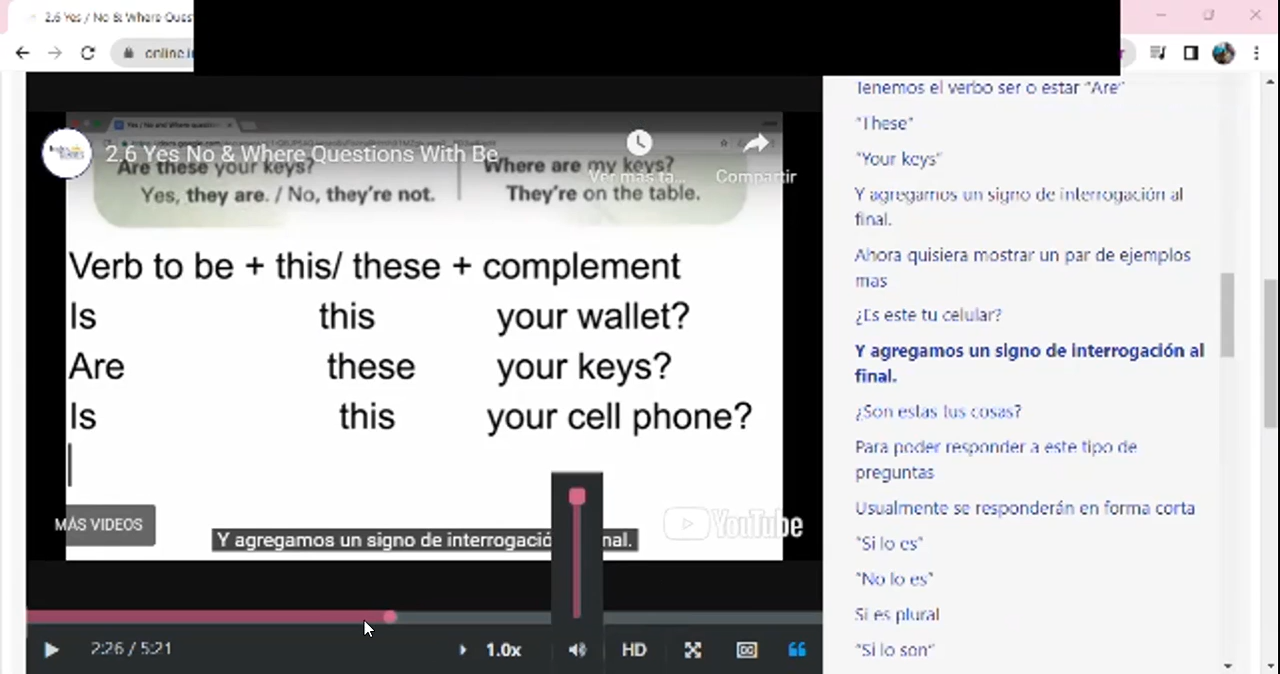 2.6 Yes / No & Where Ques
online.i
2.6 Yes No & Where Questions With Be
Ver más ta...
Compartir
Are these your keys?
Yes, they are. / No, they're not.
Where are my keys?
They're on the table.
Verb to be + this/ these + complement
Is this your wallet?
Are these your keys?
Is this your cell phone?
MÁS VIDEOS
YouTube
Y agregamos un signo de interrogació nal.
2:26 / 5:21
1.0x
HD
CC
Tenemos el verbo ser o estar "Are"
"These"
"Your keys"
Y agregamos un signo de interrogación al
final.
Ahora quisiera mostrar un par de ejemplos
mas
¿Es este tu celular?
Y agregamos un signo de interrogación al
final.
¿Son estas tus cosas?
Para poder responder a este tipo de
preguntas
Usualmente se responderán en forma corta
"Si lo es"
"No lo es"
Si es plural
"Si lo son"